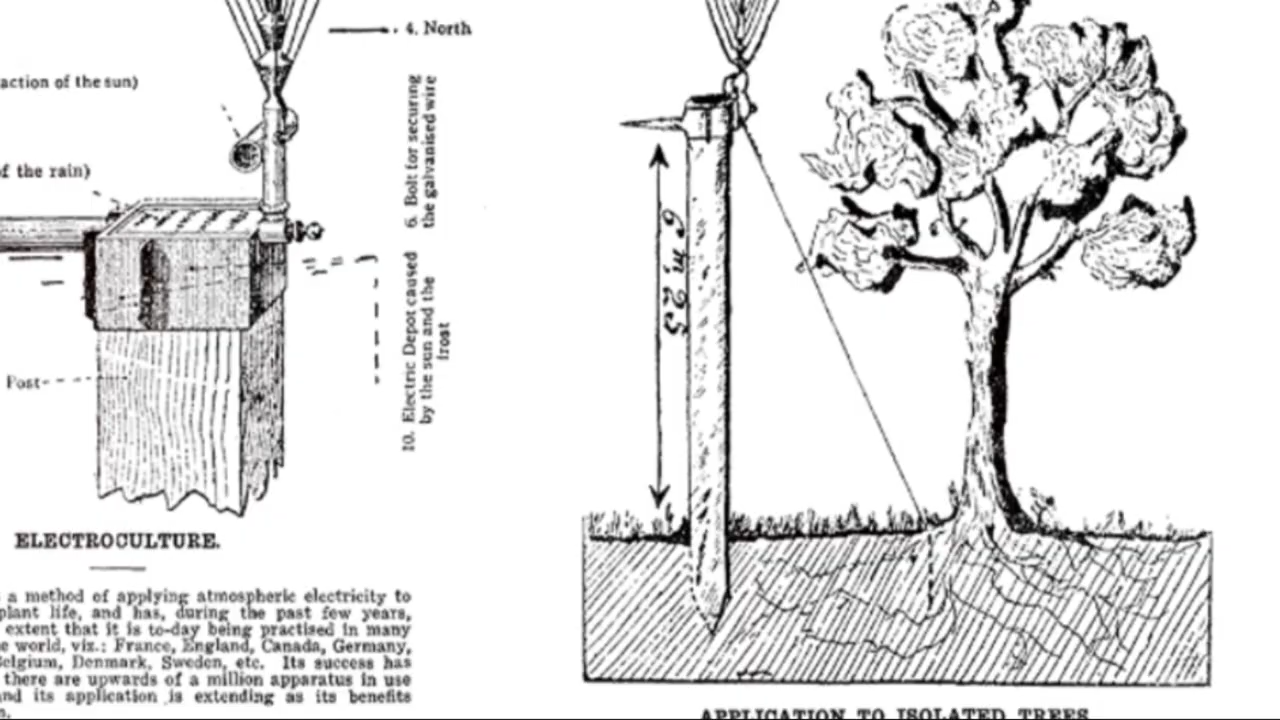 4. North
action of the sun)
f the rain)
6. Bolt for securing
the galvanised wire
10. Electric Depot caused
by the sun and the
frost
Post
6 m 25
ELECTROCULTURE.
a method of applying atmospheric electricity to
plant life, and has, during the past few years,
extent that it is to-day being practised in many
e world, viz.: France, England, Canada, Germany,
Belgium, Denmark, Sweden, etc. Its success has
there are upwards of a million apparatus in use
and its application is extending as its benefits
APPLICATION TO ISOLATED TREES